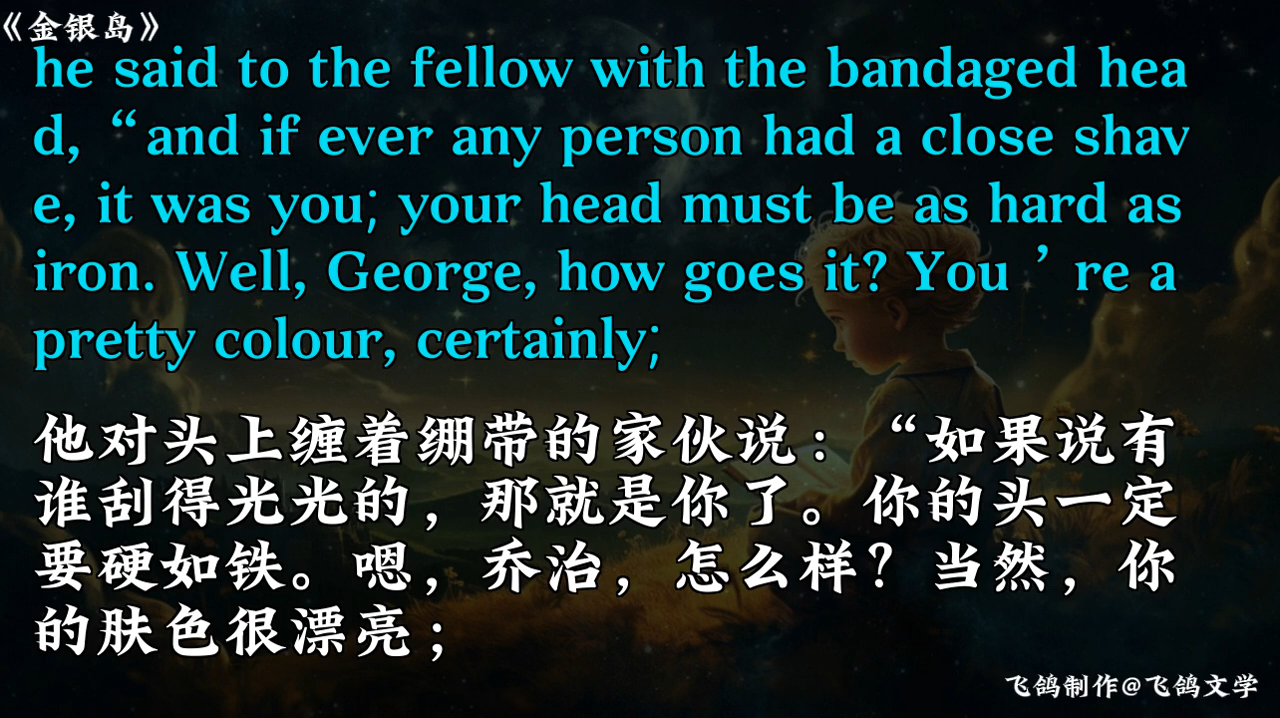 《金银岛》
he said to the fellow with the bandaged hea
d, “and if ever any person had a close shav
e, it was you; your head must be as hard as
iron. Well, George, how goes it? You ’ re a
pretty colour, certainly;
他对头上缠着绷带的家伙说：“如果说有
谁刮得光光的，那就是你了。你的头一定
要硬如铁。嗯，乔治，怎么样？当然，你
的肤色很漂亮；
飞鸽制作@飞鸽文学